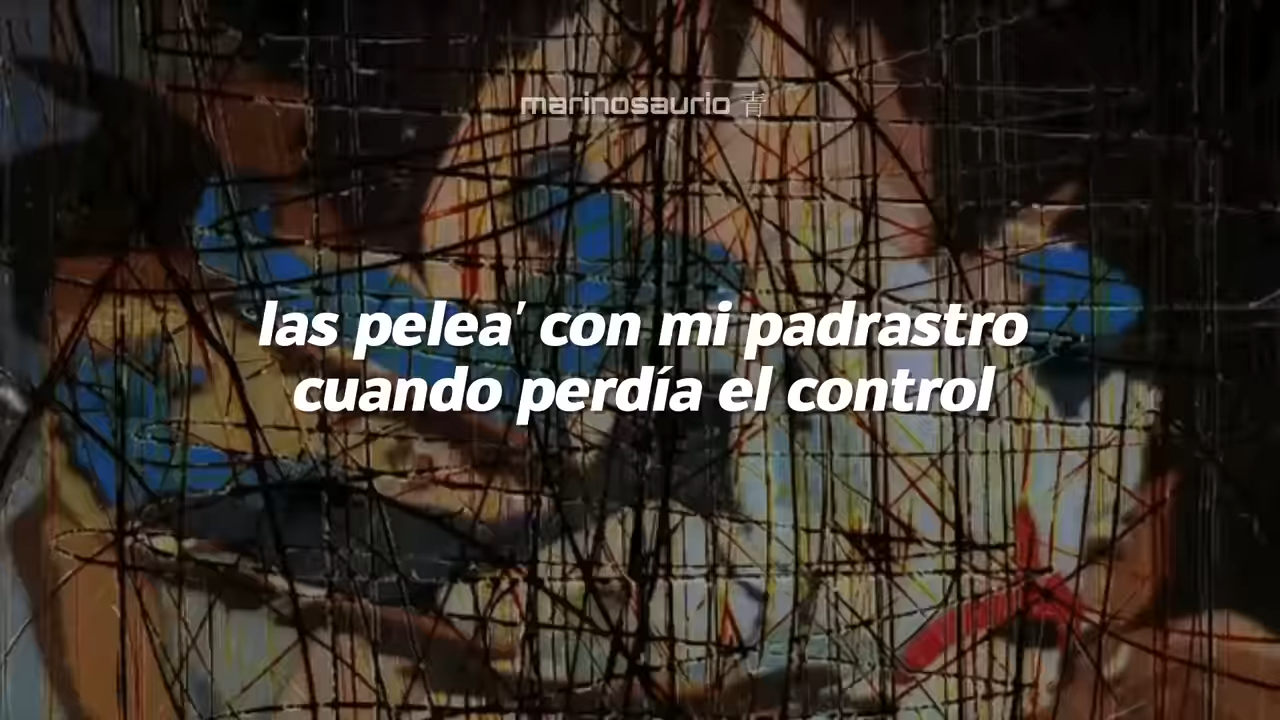 marinosaurio 青
las pelea' con mi padrastro
cuando perdía el control